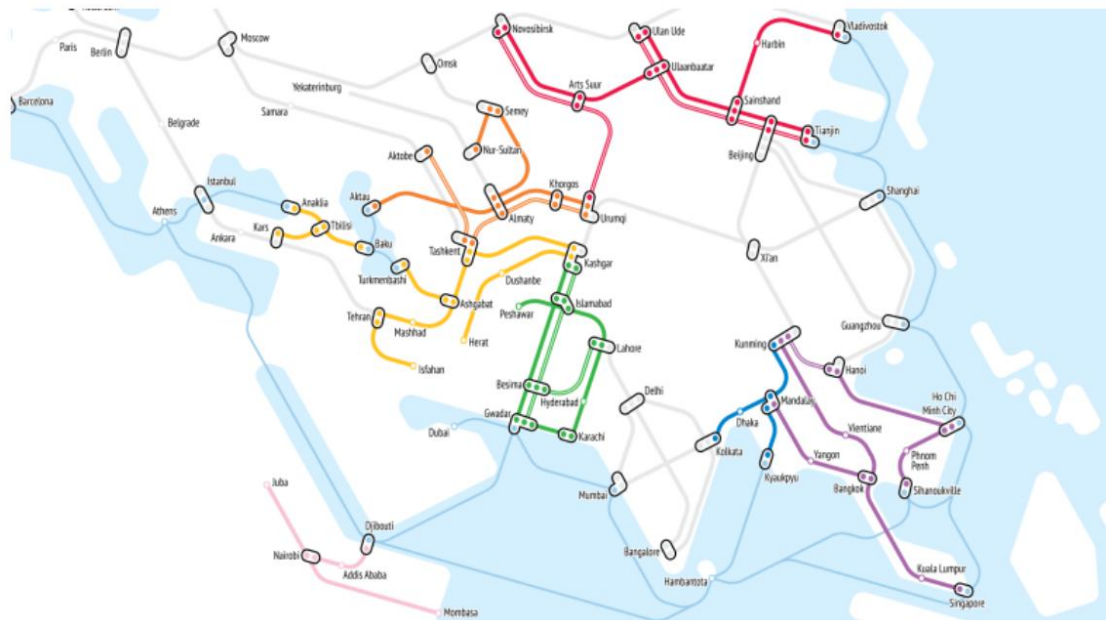 Novosibirsk
Ulan Ude
Vladivostok
Paris
Berlin
Moscow
Harbin
Omsk
Ulaanbaatar
Arts Suur
Yekaterinburg
Barcelona
Samara
Semey
Sainshand
Belgrade
Tianjin
Nur-Sultan
Beijing
Aktobe
Istanbul
Khorgos
Shanghai
Anaklia
Aktau
Athens
Almaty
Urumqi
Kars
Tbilisi
Ankara
Baku
Tashkent
Xi'an
Kashgar
Turkmenbashi
Dushanbe
Ashgabat
Islamabad
Peshawar
Tehran
Mashhad
Guangzhou
Herat
Lahore
Kunming
Isfahan
Hanoi
Besima
Delhi
Hyderabad
Mandalay
Ho Chi
Minh City
Gwadar
Dhaka
Dubai
Karachi
Vientiane
Kolkata
Yangon
Phnom
Penh
Kyaukpyu
Juba
Mumbai
Bangkok
Sihanoukville
Djibouti
Bangalore
Nairobi
Addis Ababa
Kuala Lumpur
Hambantota
Singapore
Mombasa